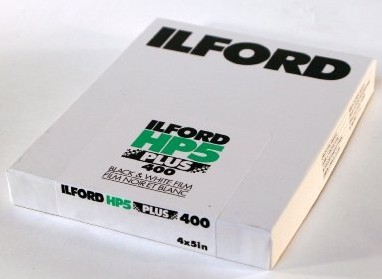 ILFORD
ILFORD
HP5
PLUS
400
BLACK & WHITE FILM
FILM NOIR ET BLANC
ILFORD HP5 PLUS 400
4x5in